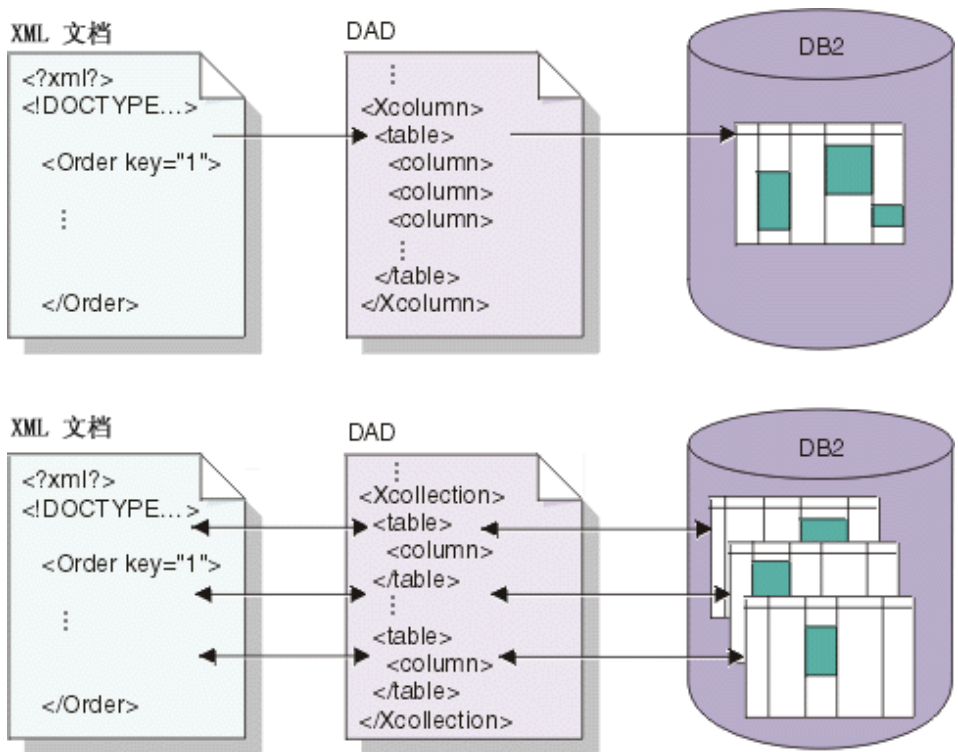 XML 文档
<?xml?>
<!DOCTYPE...>
<Order key="1">
⋮
</Order>
DAD
⋮
<Xcolumn>
<table>
<column>
<column>
<column>
⋮
</table>
</Xcolumn>
DB2
XML 文档
<?xml?>
<!DOCTYPE...>
<Order key="1">
⋮
</Order>
DAD
⋮
<Xcollection>
<table>
<column>
</table>
⋮
<table>
<column>
</table>
</Xcollection>
DB2